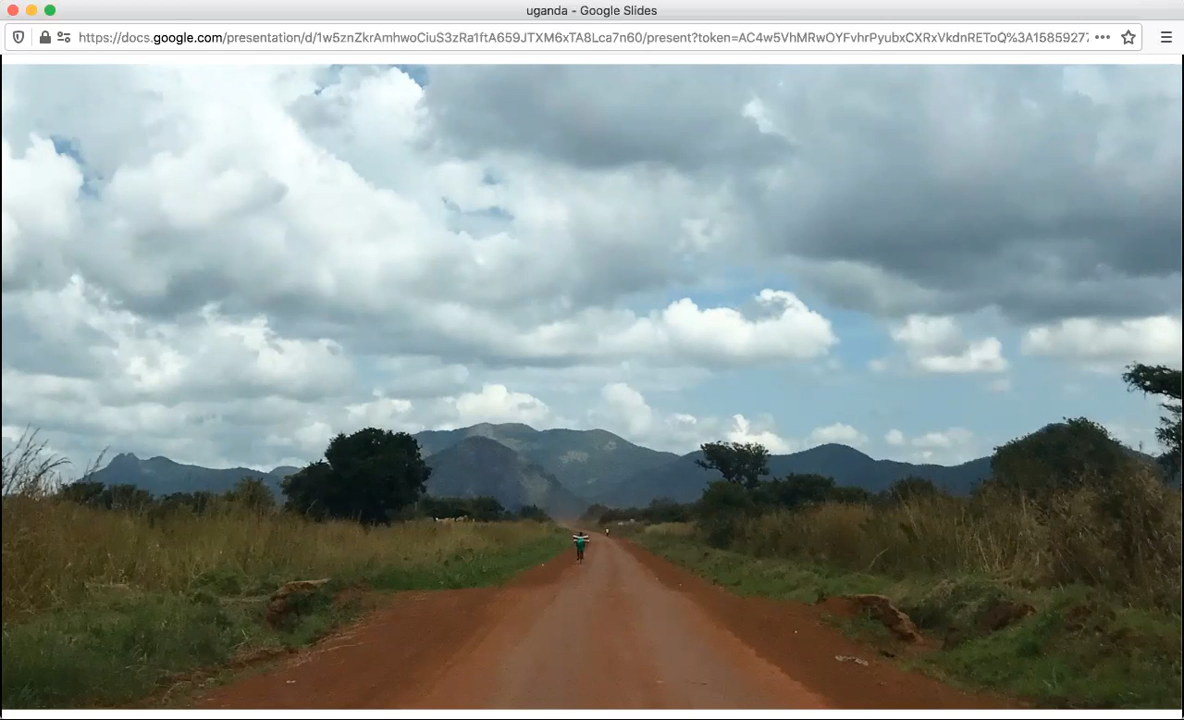 uganda - Google Slides
https://docs.google.com/presentation/d/1w5znZkrAmhwoCiuS3zRa1ftA659JTXM6xTA8Lca7n60/present?token=AC4w5VhMRwOYFvhrPyubxCXRxVkdnREToQ%3A1585927